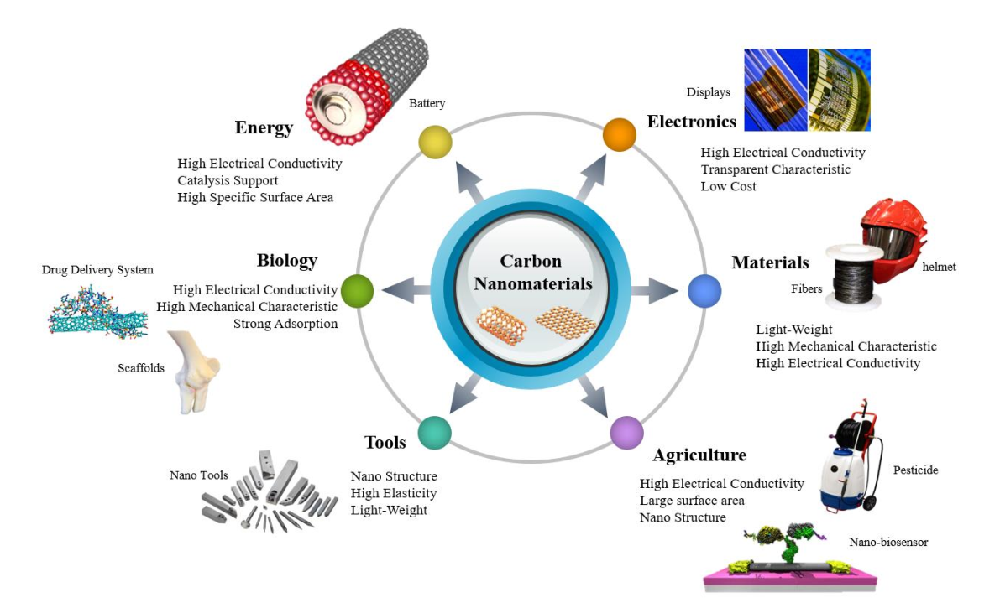 Battery
Energy
High Electrical Conductivity
Catalysis Support
High Specific Surface Area
Displays
Electronics
High Electrical Conductivity
Transparent Characteristic
Low Cost
Carbon
Nanomaterials
Biology
High Electrical Conductivity
High Mechanical Characteristic
Strong Adsorption
Drug Delivery System
Scaffolds
Materials
helmet
Fibers
Light-Weight
High Mechanical Characteristic
High Electrical Conductivity
Tools
Nano Tools
Nano Structure
High Elasticity
Light-Weight
Agriculture
High Electrical Conductivity
Large surface area
Nano Structure
Pesticide
Nano-biosensor